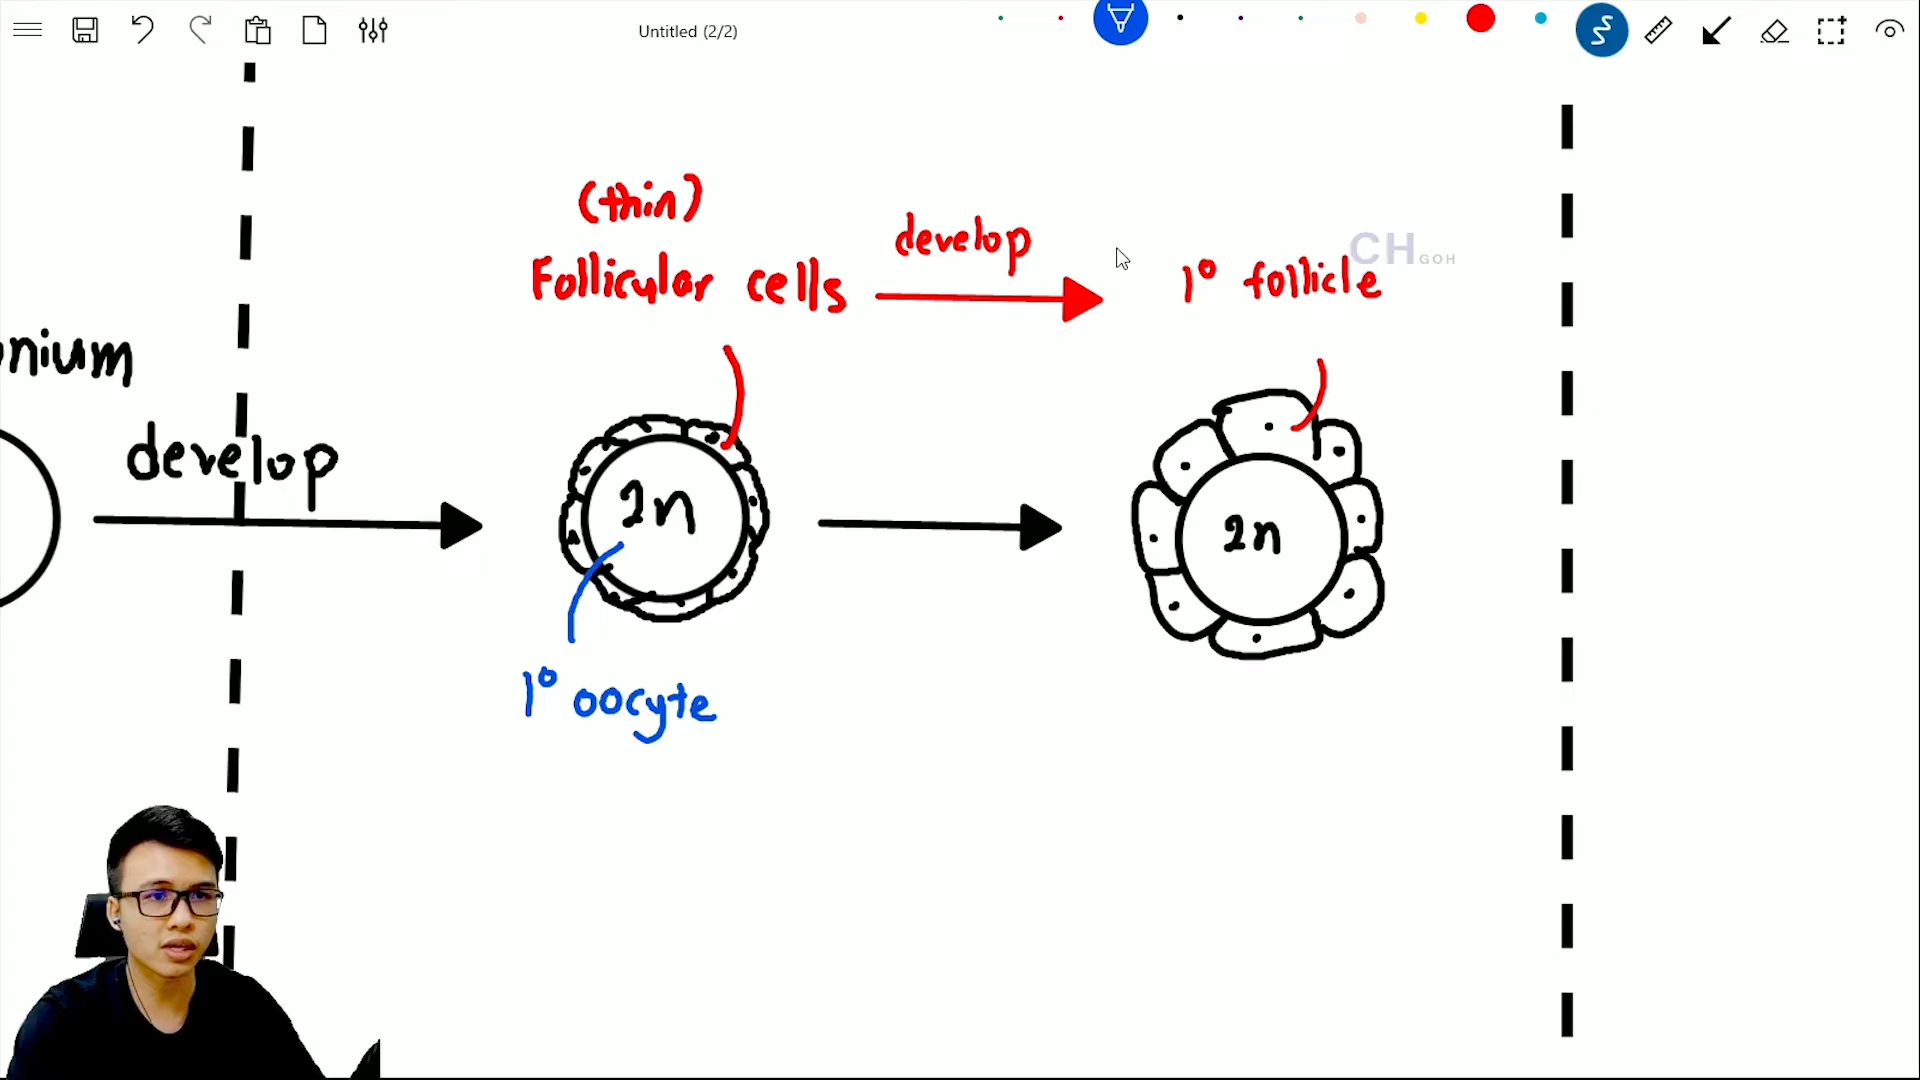 Untitled (2/2)
(thin)
Follicular cells
develop
1° follicle
CH GOH
nium
develop
2n
2n
1° oocyte